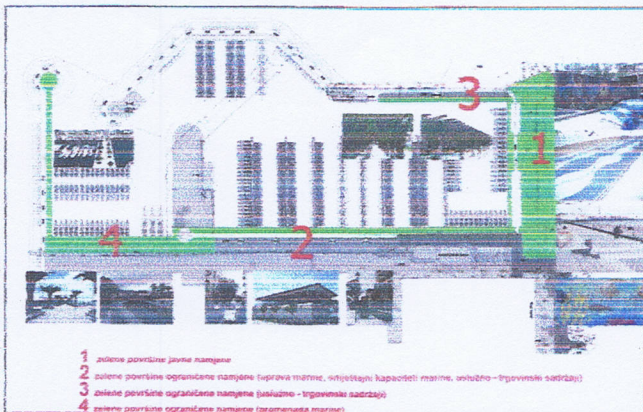 3
1
4
2
1 zelene površine javne namjene
2 zelene površine ograničene namjene (uprava marine, smještajni kapaciteti marine, uslužno - trgovinski sadržaji)
3 zelene površine ograničene namjene (uslužno - trgovinski sadržaji)
4 zelene površine ograničene namjene (promenada marine)